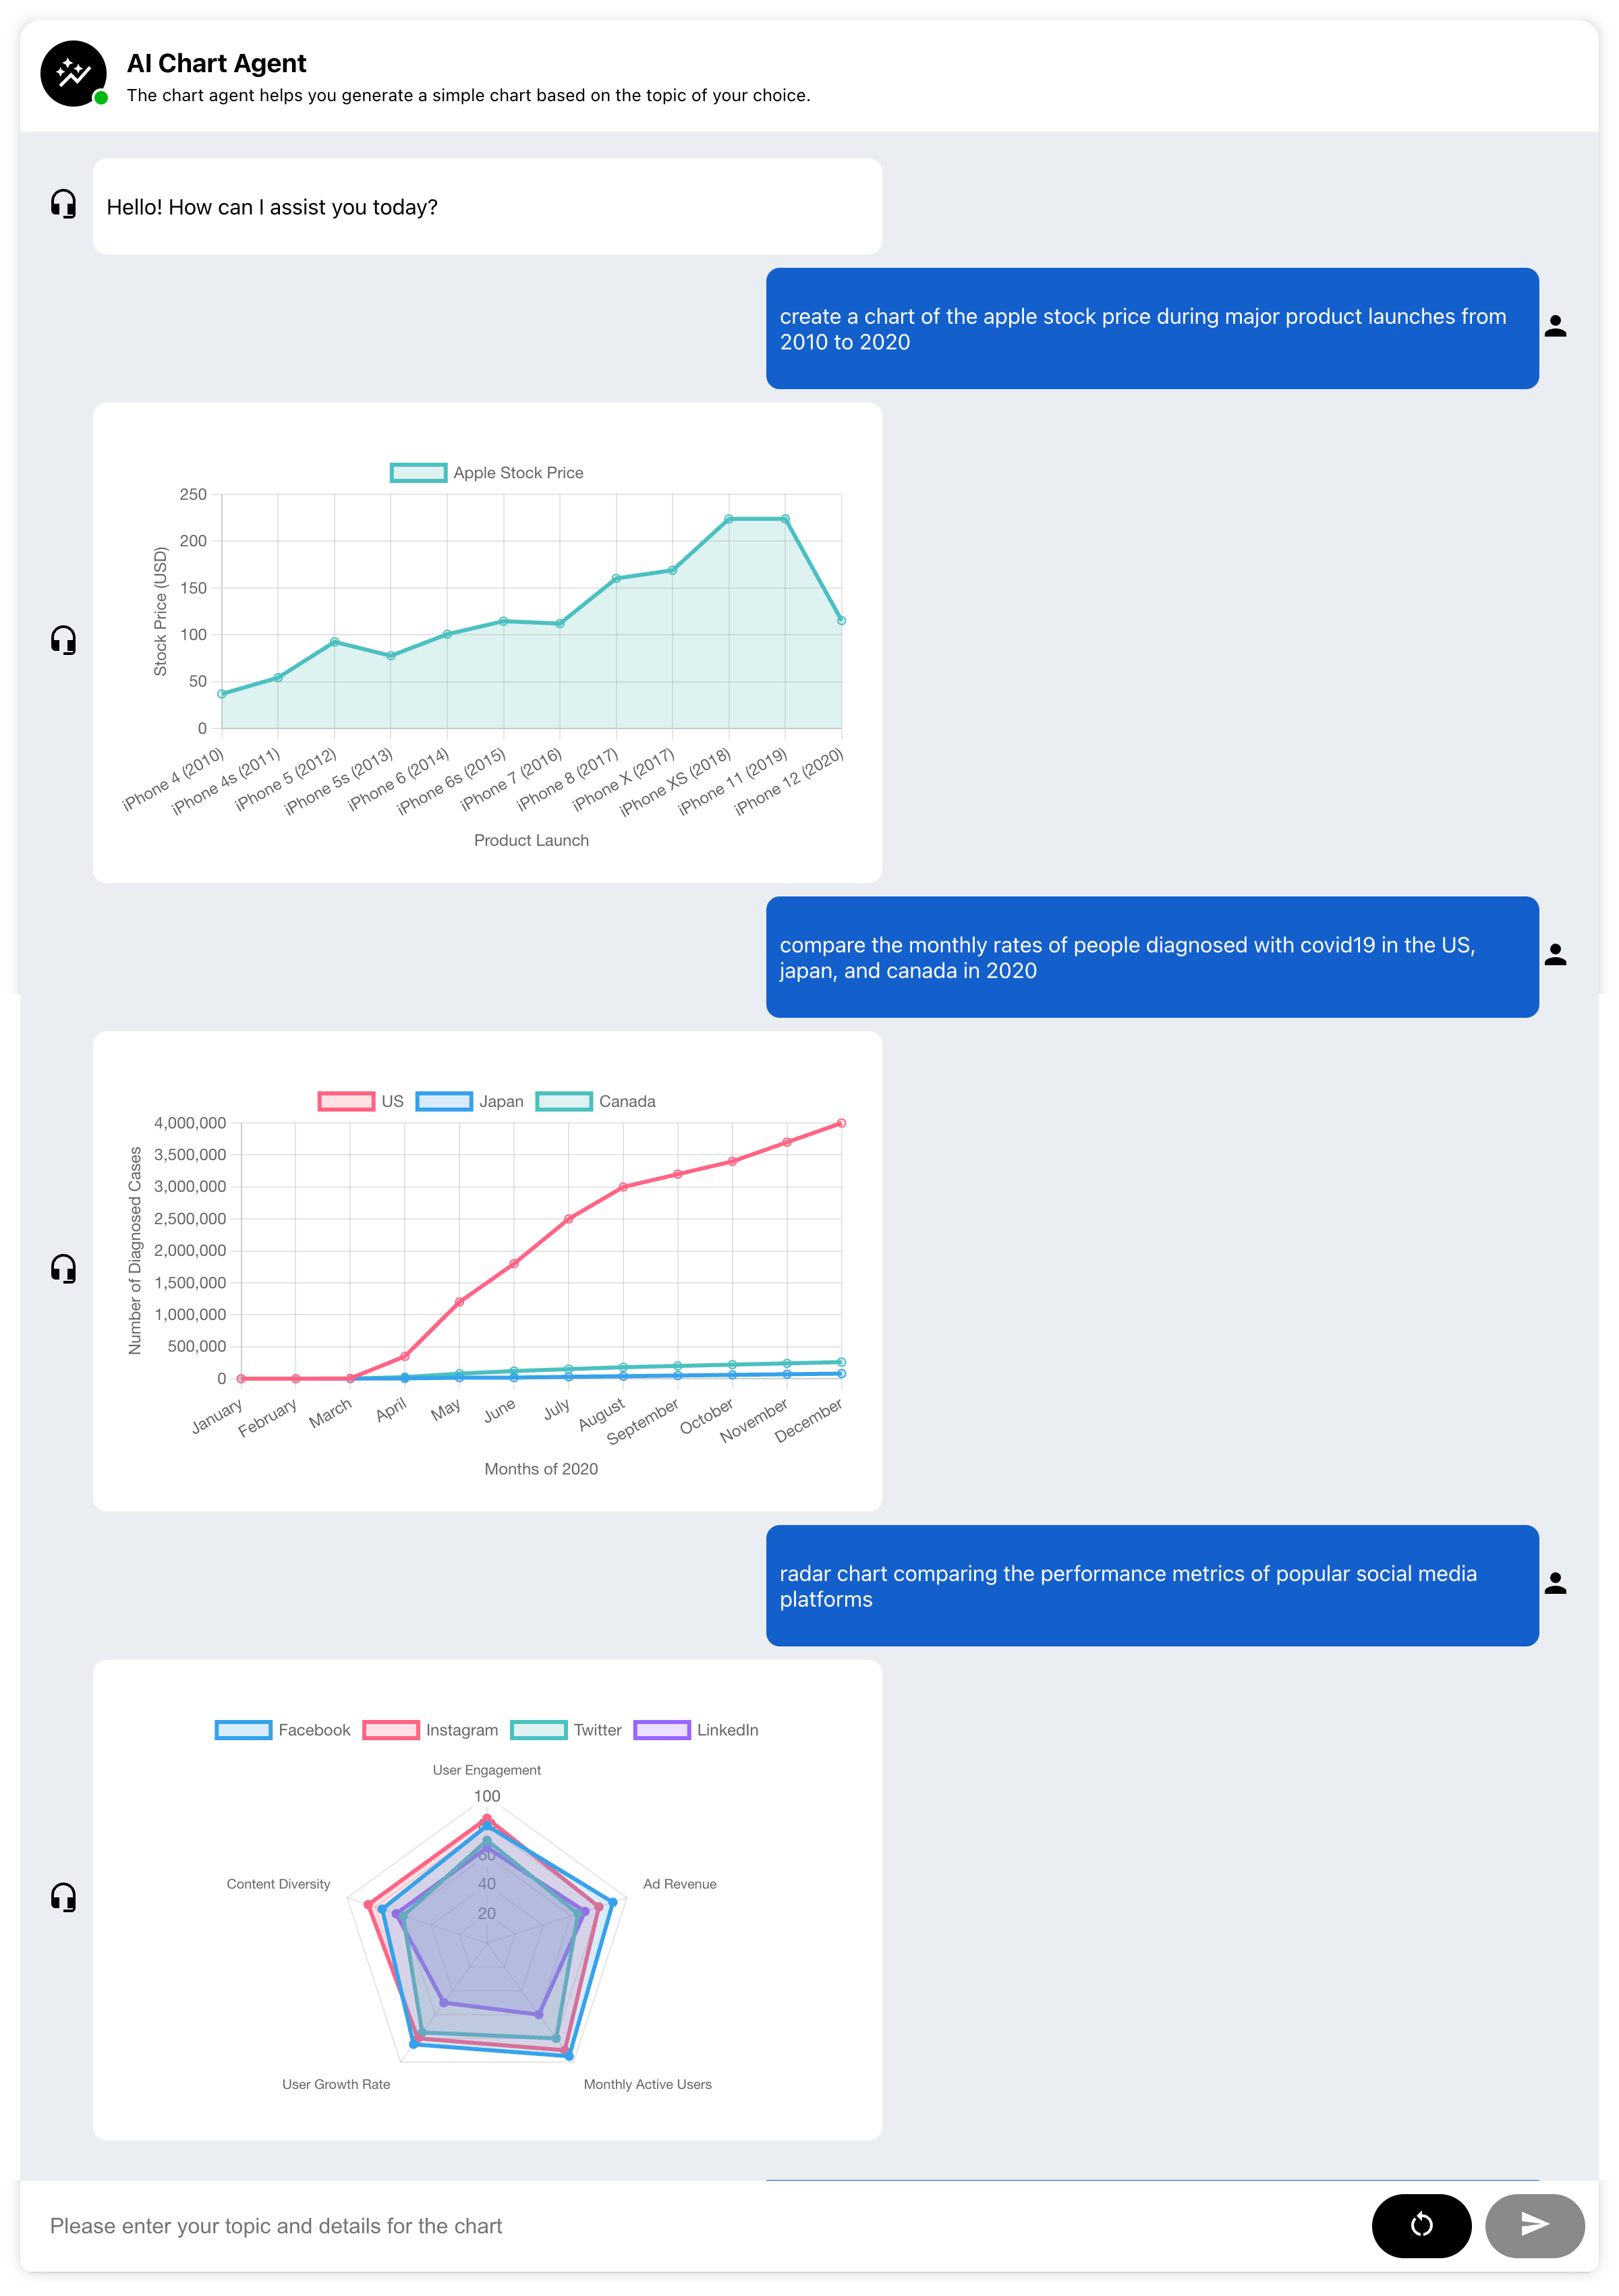 AI Chart Agent
The chart agent helps you generate a simple chart based on the topic of your choice.
Hello! How can I assist you today?
create a chart of the apple stock price during major product launches from
2010 to 2020
Apple Stock Price
Stock Price (USD)
250
200
150
100
50
0
iPhone 4 (2010)
iPhone 4s (2011)
iPhone 5 (2012)
iPhone 5s (2013)
iPhone 6 (2014)
iPhone 6s (2015)
iPhone 7 (2016)
iPhone 8 (2017)
iPhone X (2017)
iPhone XS (2018)
iPhone 11 (2019)
iPhone 12 (2020)
Product Launch
compare the monthly rates of people diagnosed with covid19 in the US,
japan, and canada in 2020
US Japan Canada
Number of Diagnosed Cases
4,000,000
3,500,000
3,000,000
2,500,000
2,000,000
1,500,000
1,000,000
500,000
0
January
February
March
April
May
June
July
August
September
October
November
December
Months of 2020
radar chart comparing the performance metrics of popular social media
platforms
Facebook Instagram Twitter LinkedIn
User Engagement
100
60
40
20
Content Diversity
Ad Revenue
User Growth Rate
Monthly Active Users
Please enter your topic and details for the chart